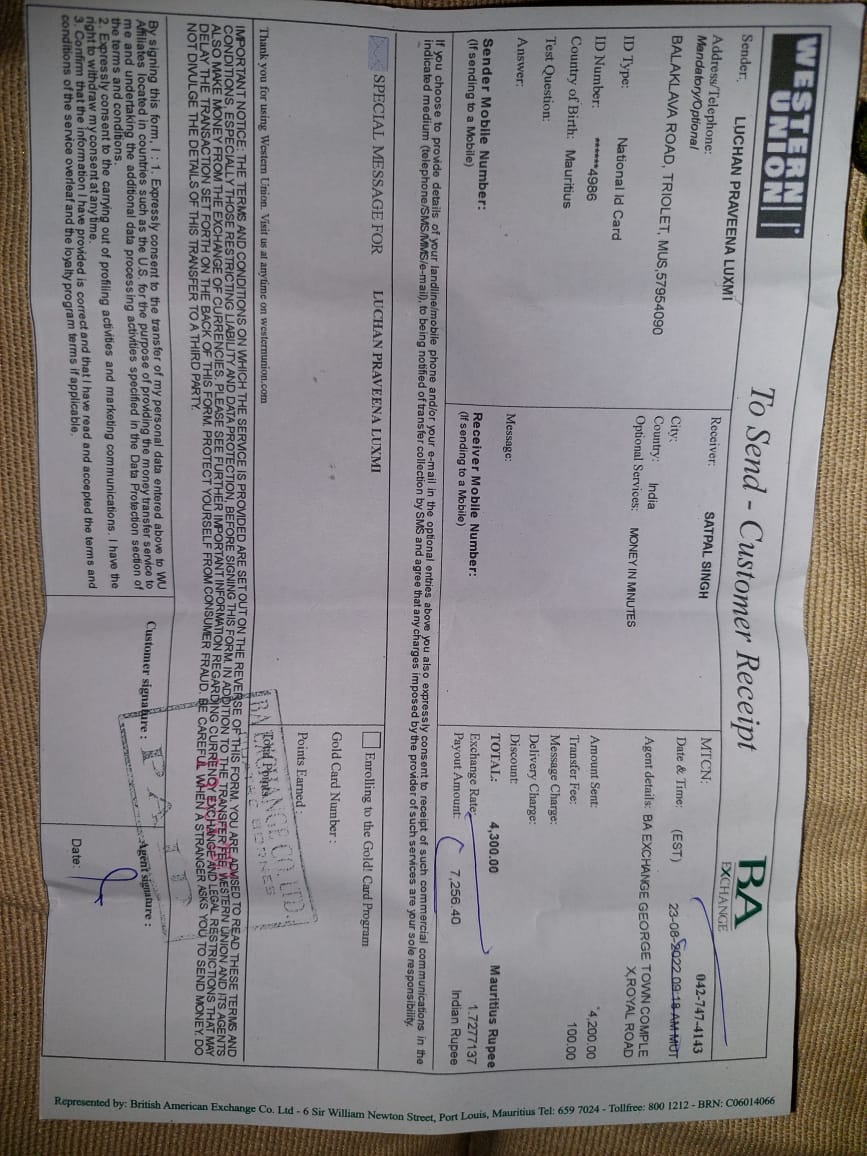 WESTERN UNION
To Send - Customer Receipt
BA EXCHANGE
Sender: LUCHAN PRAVEENA LUXMI
Address/Telephone:
Mandatory/Optional
BALAKLAVA ROAD, TRIOLET, MUS,57954090
ID Type: National Id Card
ID Number: ******4986
Country of Birth: Mauritius
Test Question:
Answer:
Sender Mobile Number:
(If sending to a Mobile)
Receiver: SATPAL SINGH
City:
Country: India
Optional Services: MONEY IN MINUTES
Message:
Receiver Mobile Number:
(If sending to a Mobile)
MTCN: 042-747-4143
Date & Time: (EST) 23-08-2022 09:18 AM MUT
Agent details: BA EXCHANGE GEORGE TOWN COMPLE
X,ROYAL ROAD
Amount Sent: *4,200.00
Transfer Fee: 100.00
Message Charge:
Delivery Charge:
Discount:
TOTAL: 4,300.00 Mauritius Rupee
Exchange Rate: 1.7277137
Payout Amount: 7,256.40 Indian Rupee
If you choose to provide details of your landline/mobile phone and/or your e-mail in the optional entries above you also expressly consent to receipt of such commercial communications in the
indicated medium (telephone/SMS/MMS/e-mail), to being notified of transfer collection by SMS and agree that any charges imposed by the provider of such services are your sole responsibility.
SPECIAL MESSAGE FOR LUCHAN PRAVEENA LUXMI
Enrolling to the Gold! Card Program
Gold Card Number :
Points Earned :
Total Points :
BA EXCHANGE CO. LTD.
Thank you for using Western Union. Visit us at anytime on westernunion.com
IMPORTANT NOTICE: THE TERMS AND CONDITIONS ON WHICH THE SERVICE IS PROVIDED ARE SET OUT ON THE REVERSE OF THIS FORM. YOU ARE ADVISED TO READ THESE TERMS AND
CONDITIONS, ESPECIALLY THOSE RESTRICTING LIABILITY AND DATA PROTECTION, BEFORE SIGNING THIS FORM. IN ADDITION TO THE TRANSFER FEE, WESTERN UNION AND ITS AGENTS
ALSO MAKE MONEY FROM THE EXCHANGE OF CURRENCIES. PLEASE SEE FURTHER IMPORTANT INFORMATION REGARDING CURRENCY EXCHANGE AND LEGAL RESTRICTIONS THAT MAY
DELAY THE TRANSACTION SET FORTH ON THE BACK OF THIS FORM. PROTECT YOURSELF FROM CONSUMER FRAUD. BE CAREFUL WHEN A STRANGER ASKS YOU TO SEND MONEY. DO
NOT DIVULGE THE DETAILS OF THIS TRANSFER TO A THIRD PARTY.
By signing this form, I : 1. Expressly consent to the transfer of my personal data entered above to WU
Affiliates located in countries such as the U.S. for the purpose of providing the money transfer service to
me and undertaking the additional data processing activities specified in the Data Protection section of
the terms and conditions.
2. Expressly consent to the carrying out of profiling activities and marketing communications. I have the
right to withdraw my consent at any time.
3. Confirm that the information I have provided is correct and that I have read and accepted the terms and
conditions of the service overleaf and the loyalty program terms if applicable.
Customer signature :
PAID
Agent signature :
Date:
Represented by: British American Exchange Co. Ltd - 6 Sir William Newton Street, Port Louis, Mauritius Tel: 659 7024 - Tollfree: 800 1212 - BRN: C06014066